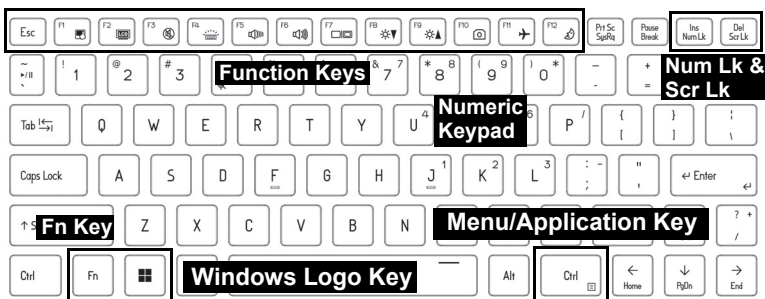 Esc F1 F2 F3 F4 F5 F6 F7 F8 F9 F10 F11 F12 Prt Sc Pause Ins Del
SysRq Break Num Lk Scr Lk
~ ! @ # & 7 * 8 ( 9 ) _ +
` 1 2 3 Function Keys 7 8 9 0 * - = Num Lk &
Scr Lk
Tab Q W E R T Y U 4 Numeric 6 P / { [ } ] ¦ \
Keypad
Caps Lock A S D F G H J 1 K 2 L 3 : ; - " ' Enter
Fn Key Z X C V B N Menu/Application Key ? / +
Ctrl Fn Windows Logo Key Alt Ctrl Home PgDn End